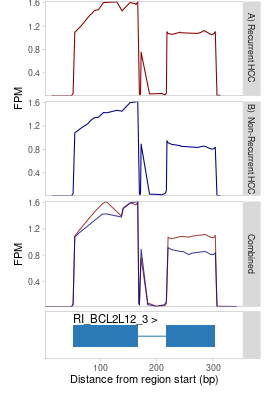 1.6
1.2
0.8
0.4
A) Recurrent HCC
FPM
1.6
1.2
0.8
0.4
B) Non-Recurrent HCC
1.6
1.2
0.8
0.4
Combined
FPM
RI_BCL2L12_3 >
100
200
300
Distance from region start (bp)